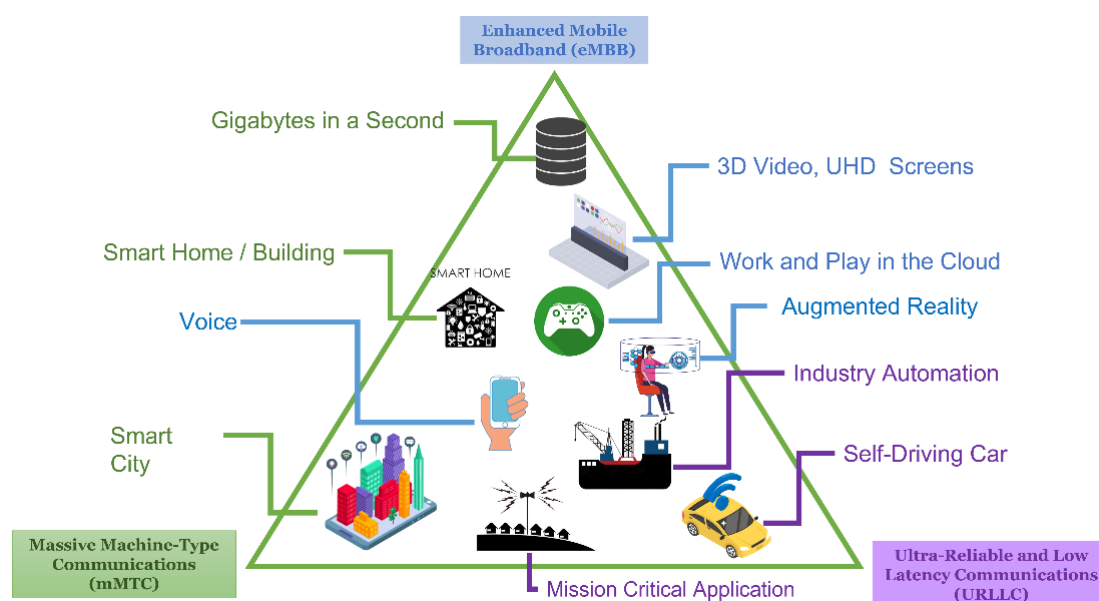 Enhanced Mobile
Broadband (eMBB)
Gigabytes in a Second
3D Video, UHD Screens
Smart Home / Building
Work and Play in the Cloud
SMART HOME
Augmented Reality
Voice
Industry Automation
Smart
City
Self-Driving Car
Massive Machine-Type
Communications
(mMTC)
Ultra-Reliable and Low
Latency Communications
(URLLC)
Mission Critical Application